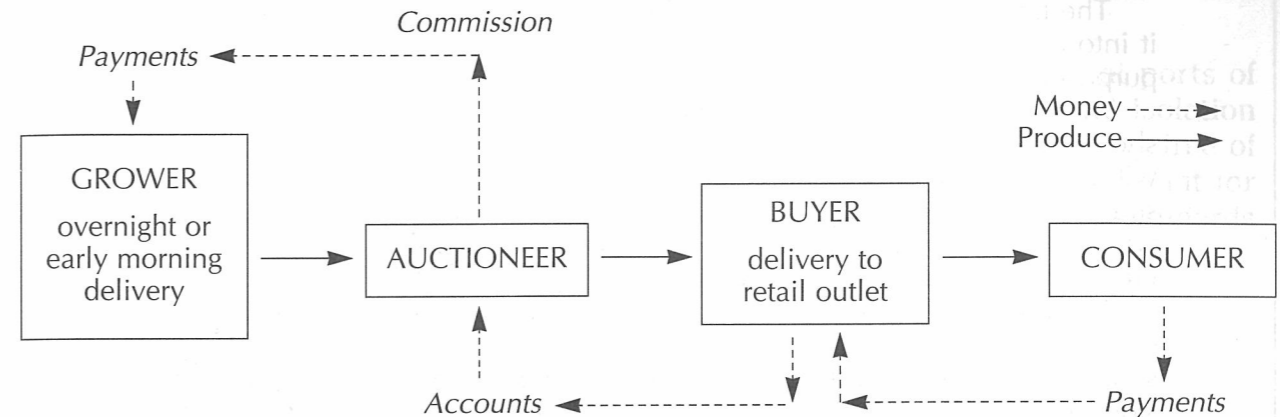 Commission
Payments
Money
Produce
GROWER
overnight or
early morning
delivery
AUCTIONEER
BUYER
delivery to
retail outlet
CONSUMER
Accounts
Payments